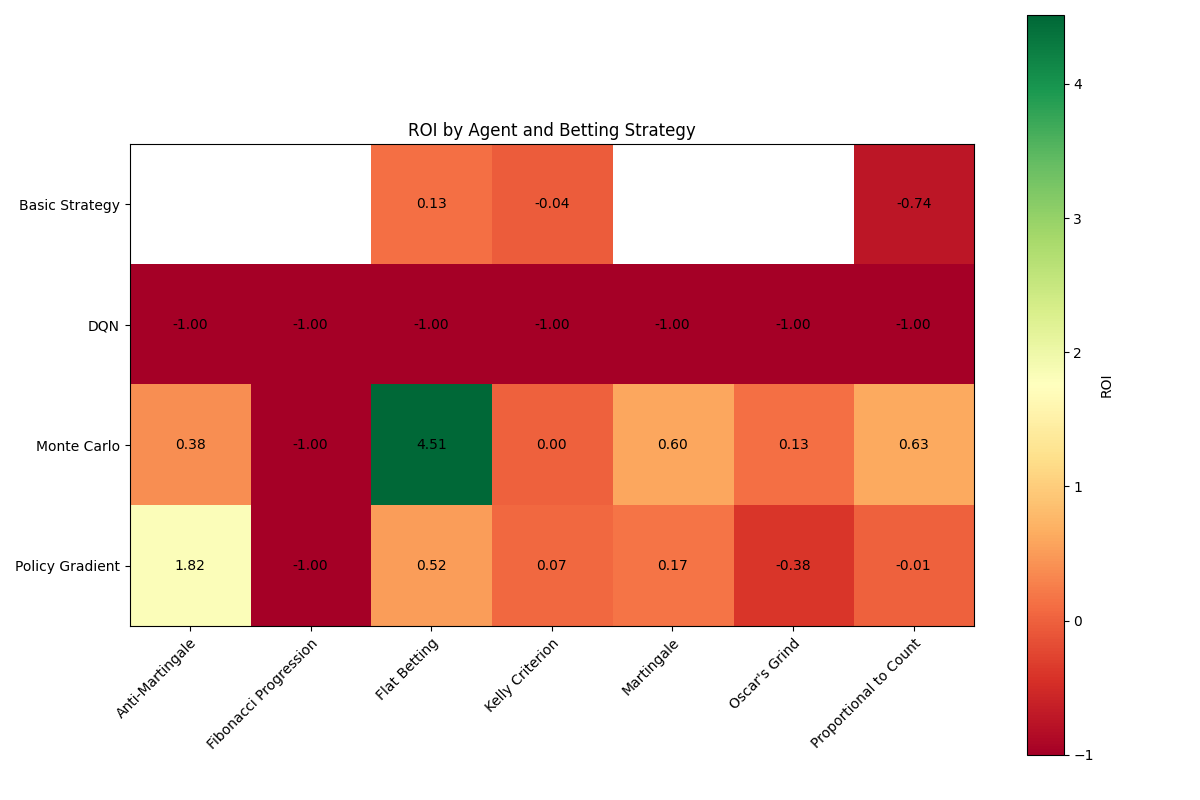 ROI by Agent and Betting Strategy
Basic Strategy
0.13
-0.04
-0.74
DQN
-1.00
-1.00
-1.00
-1.00
-1.00
-1.00
-1.00
Monte Carlo
0.38
-1.00
4.51
0.00
0.60
0.13
0.63
Policy Gradient
1.82
-1.00
0.52
0.07
0.17
-0.38
-0.01
Anti-Martingale
Fibonacci Progression
Flat Betting
Kelly Criterion
Martingale
Oscar's Grind
Proportional to Count
4
3
2
1
0
−1
ROI